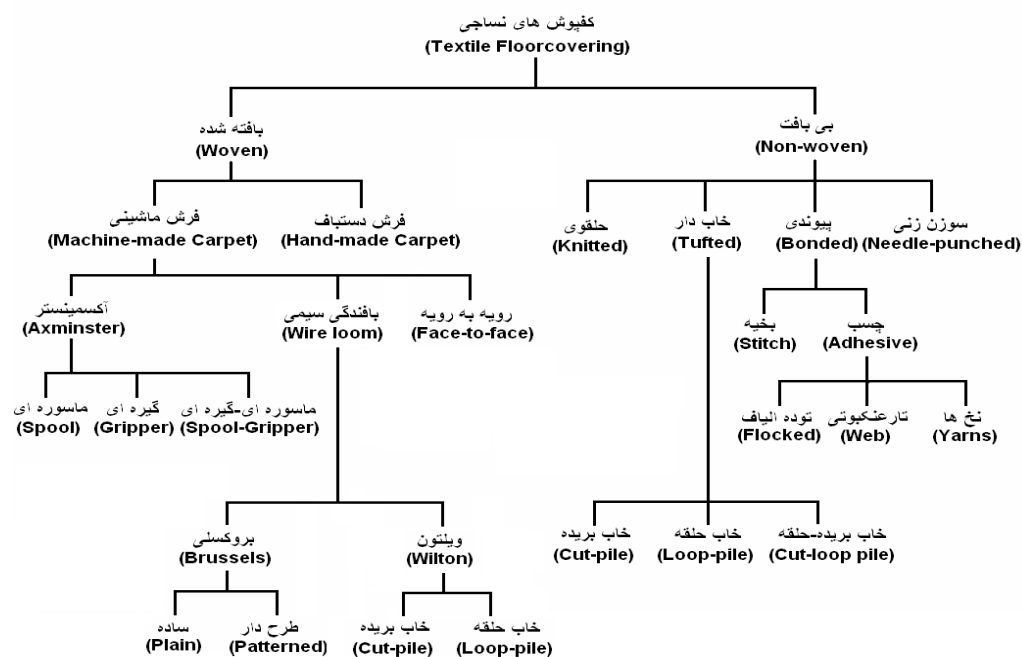 کفپوش های نساجی
(Textile Floorcovering)
بافته شده
(Woven)
بی بافت
(Non-woven)
فرش ماشینی
(Machine-made Carpet)
فرش دستباف
(Hand-made Carpet)
حلقوی
(Knitted)
خاب دار
(Tufted)
پیوندی
(Bonded)
سوزن زنی
(Needle-punched)
آکسمینستر
(Axminster)
بافندگی سیمی
(Wire loom)
رویه به رویه
(Face-to-face)
بخیه
(Stitch)
چسب
(Adhesive)
ماسوره ای
(Spool)
گیره ای
(Gripper)
ماسوره ای-گیره ای
(Spool-Gripper)
توده الیاف
(Flocked)
تارعنکبوتی
(Web)
نخ ها
(Yarns)
بروکسلی
(Brussels)
ویلتون
(Wilton)
خاب بریده
(Cut-pile)
خاب حلقه
(Loop-pile)
خاب بریده-حلقه
(Cut-loop pile)
ساده
(Plain)
طرح دار
(Patterned)
خاب بریده
(Cut-pile)
خاب حلقه
(Loop-pile)